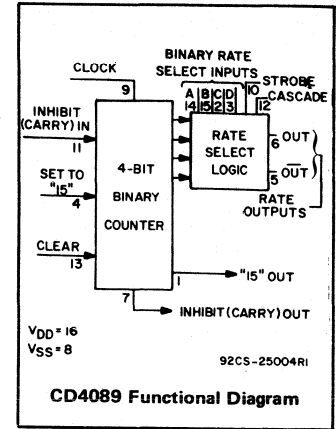 BINARY RATE
SELECT INPUTS
CLOCK
9
A B C D
14 15 2 3
10 STROBE
CASCADE
12
INHIBIT
(CARRY) IN
11
RATE
SELECT
LOGIC
6 OUT
5 OUT
RATE
OUTPUTS
4-BIT
BINARY
COUNTER
SET TO
"15"
4
CLEAR
13
1
"15" OUT
7
INHIBIT (CARRY) OUT
VDD = 16
VSS = 8
92CS-25004R1
CD4089 Functional Diagram